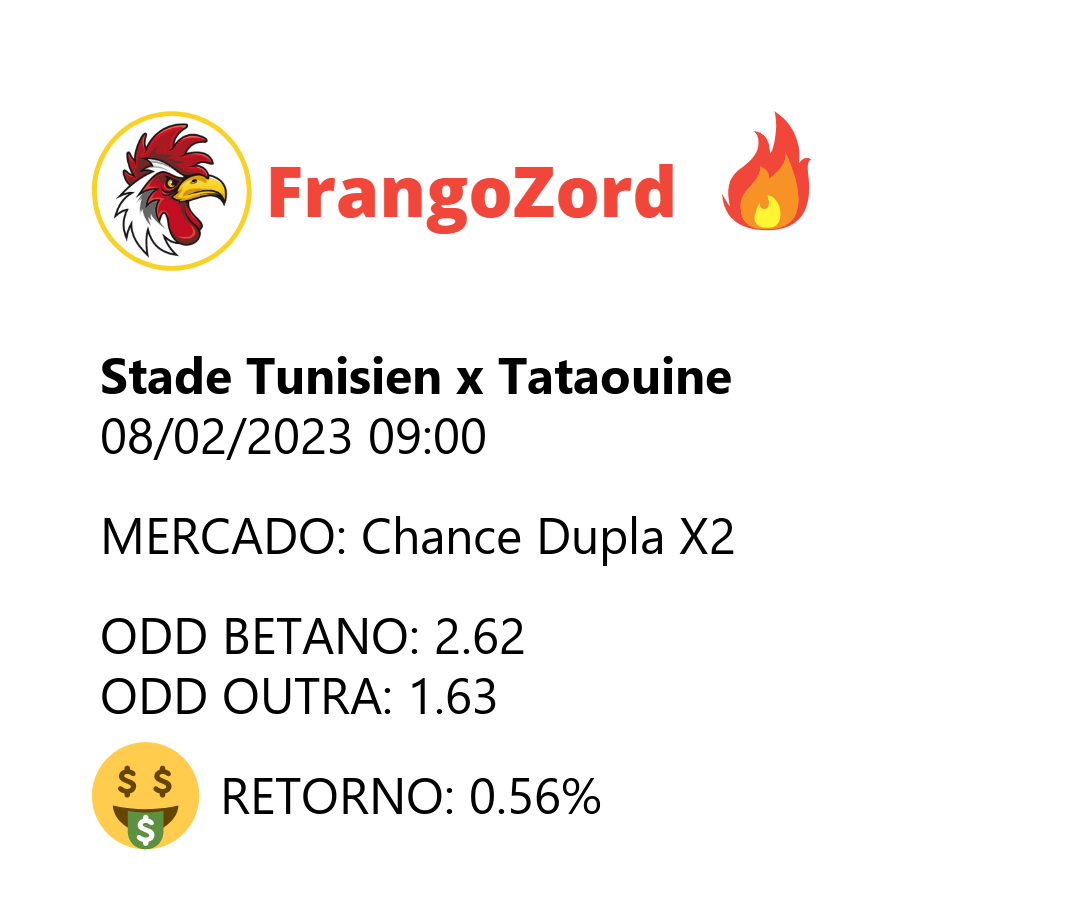 FrangoZord
Stade Tunisien x Tataouine
08/02/2023 09:00
MERCADO: Chance Dupla X2
ODD BETANO: 2.62
ODD OUTRA: 1.63
RETORNO: 0.56%